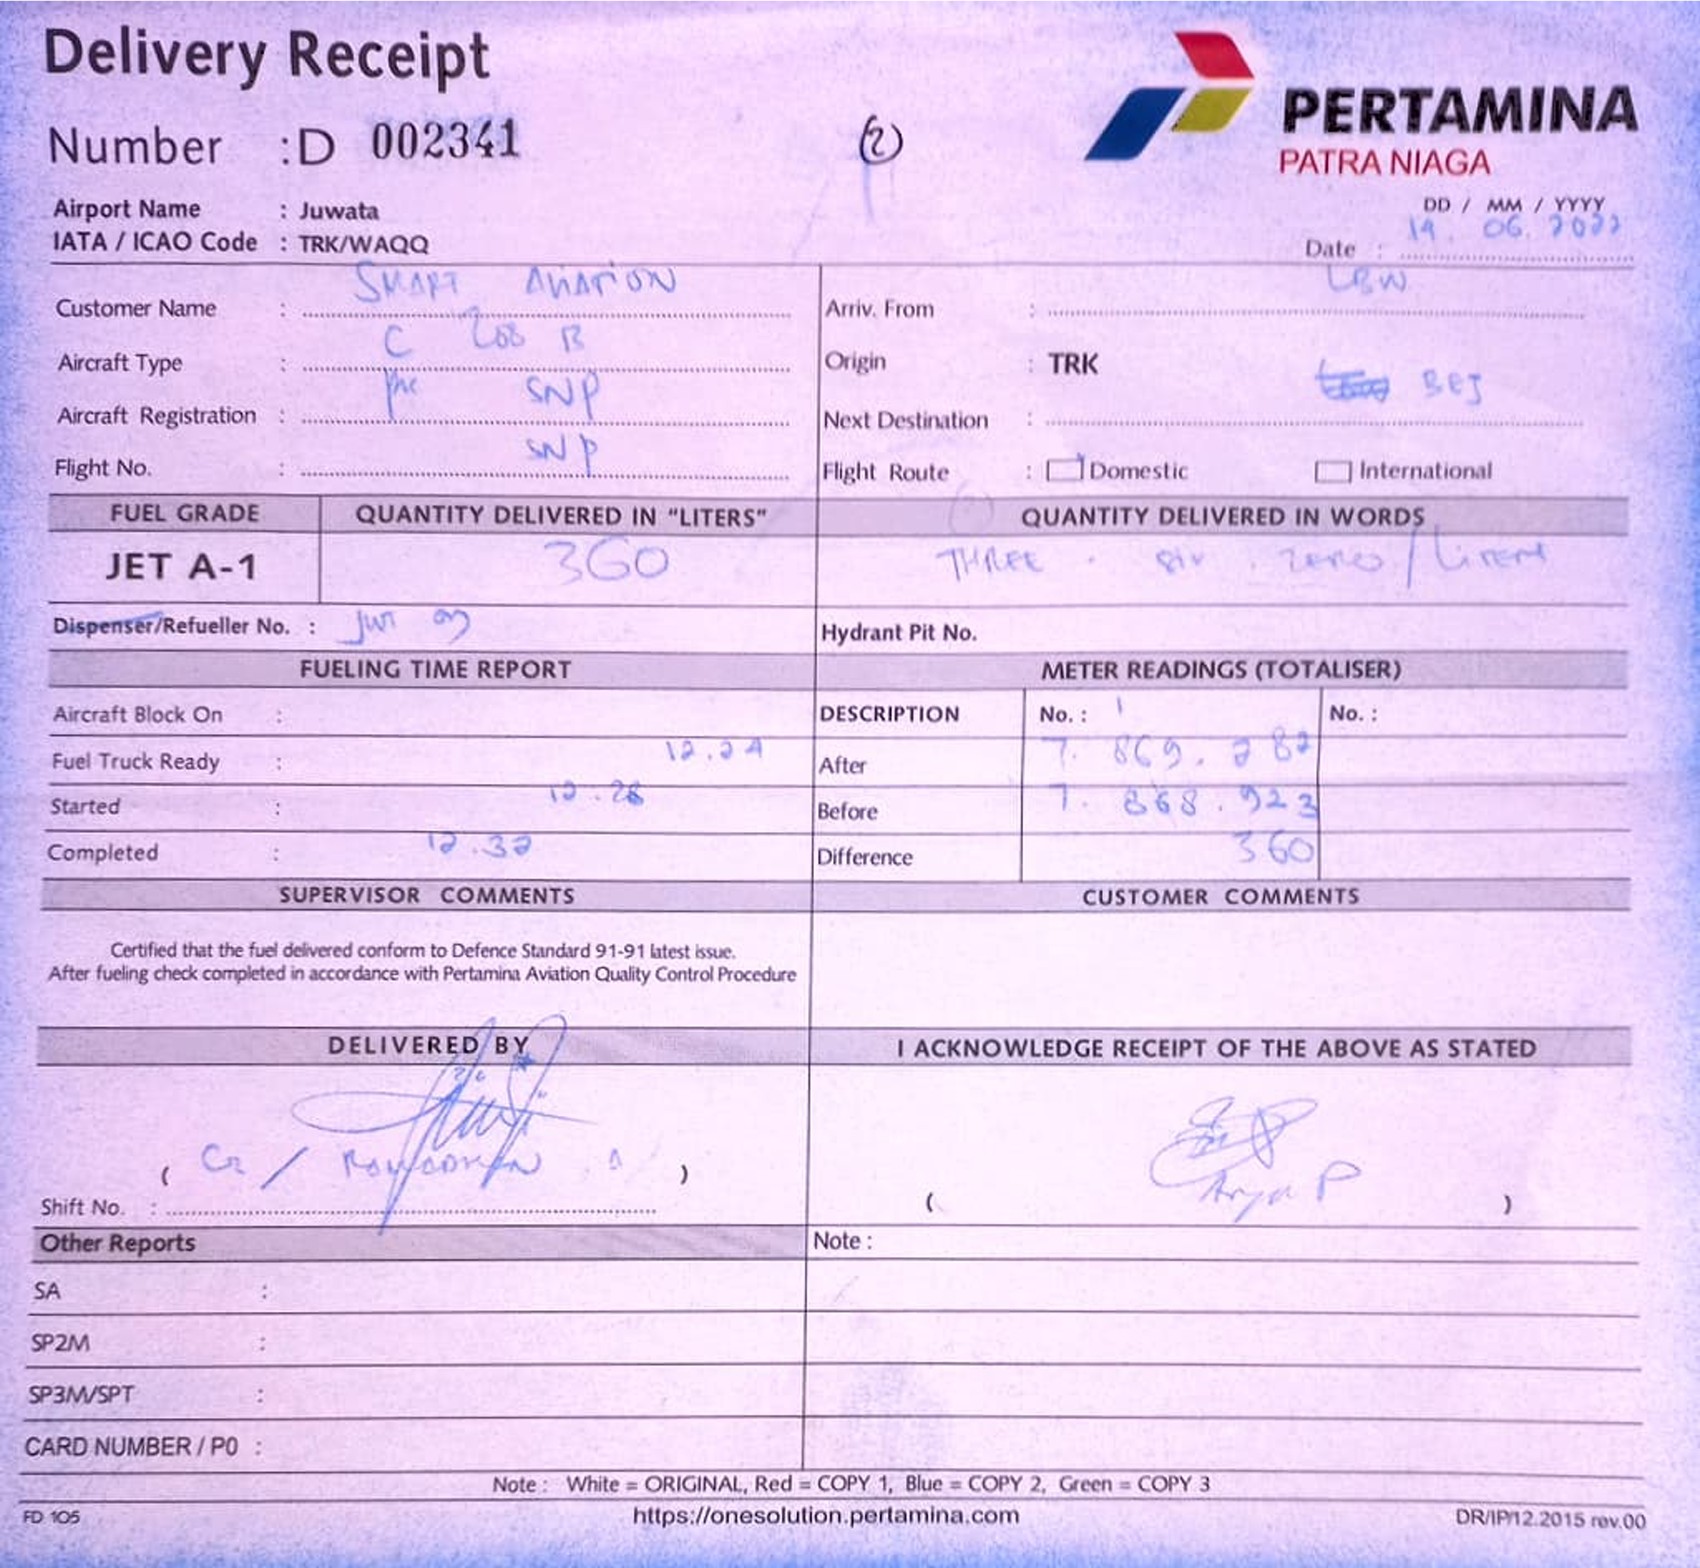 Delivery Receipt
Number : D 002341
(2)
PERTAMINA
PATRA NIAGA
Airport Name : Juwata
IATA / ICAO Code : TRK/WAQQ
DD / MM / YYYY
Date : 19. 06. 2022
Customer Name : SMART AVIATION
Aircraft Type : C 208 B
Aircraft Registration : SNP
Flight No. : SNP
Arriv. From : LBW
Origin : TRK
Next Destination : BEJ
Flight Route : Domestic International
FUEL GRADE QUANTITY DELIVERED IN "LITERS" QUANTITY DELIVERED IN WORDS
JET A-1 360 THREE . six . zero / Liters
Dispenser/Refueller No. : Hydrant Pit No.
FUELING TIME REPORT METER READINGS (TOTALISER)
Aircraft Block On : DESCRIPTION No. : 1 No. :
Fuel Truck Ready : 12.24 After 7. 869. 282
Started : 12.28 Before 7. 868. 923
Completed : 12.32 Difference 360
SUPERVISOR COMMENTS CUSTOMER COMMENTS
Certified that the fuel delivered conform to Defence Standard 91-91 latest issue.
After fueling check completed in accordance with Pertamina Aviation Quality Control Procedure
DELIVERED BY I ACKNOWLEDGE RECEIPT OF THE ABOVE AS STATED
( / )
Shift No. :
( Arya P )
Other Reports Note :
SA :
SP2M :
SP3M/SPT :
CARD NUMBER / P0 :
Note : White = ORIGINAL, Red = COPY 1, Blue = COPY 2, Green = COPY 3
FD 105 https://onesolution.pertamina.com DR/IP/12.2015 rev.00